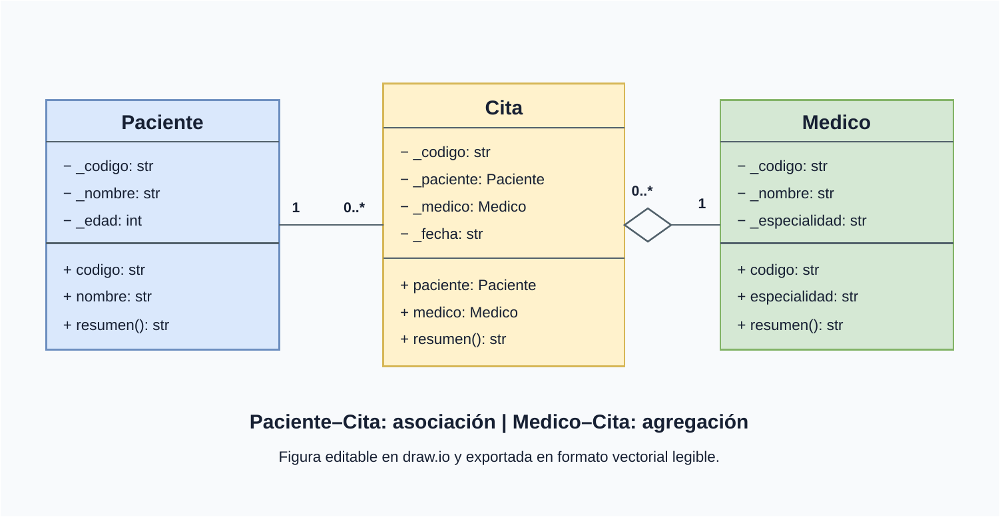 Paciente
− _codigo: str
− _nombre: str
− _edad: int
+ codigo: str
+ nombre: str
+ resumen(): str
1
0..*
Cita
− _codigo: str
− _paciente: Paciente
− _medico: Medico
− _fecha: str
+ paciente: Paciente
+ medico: Medico
+ resumen(): str
0..*
1
Medico
− _codigo: str
− _nombre: str
− _especialidad: str
+ codigo: str
+ especialidad: str
+ resumen(): str
Paciente–Cita: asociación | Medico–Cita: agregación
Figura editable en draw.io y exportada en formato vectorial legible.